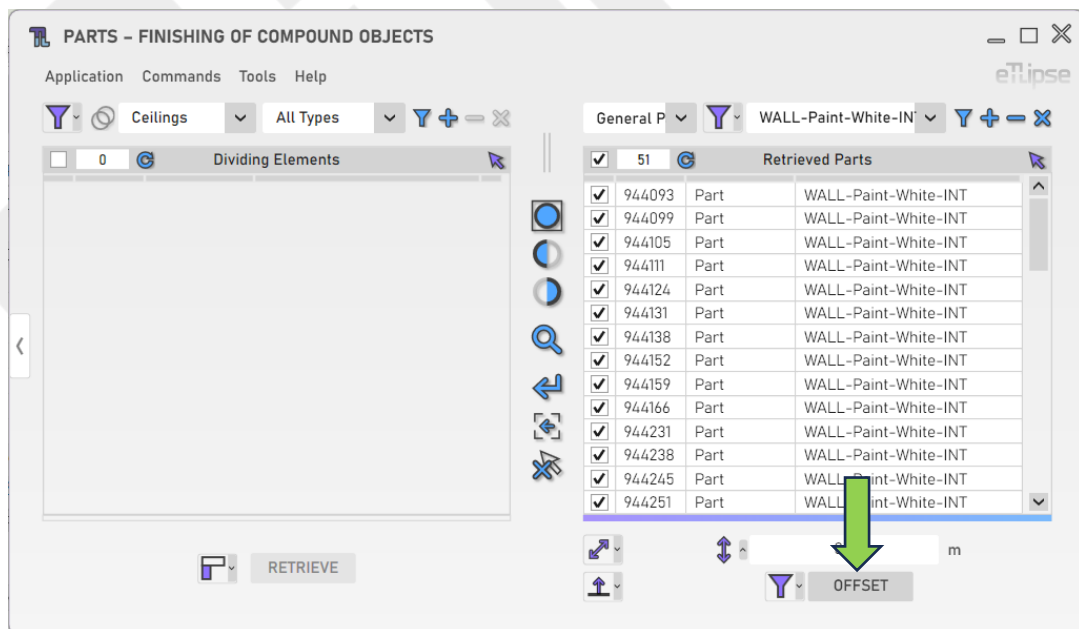 PARTS – FINISHING OF COMPOUND OBJECTS
Application Commands Tools Help
eTLipse
Ceilings All Types
General P WALL-Paint-White-IN
0 Dividing Elements
51 Retrieved Parts
944093 Part WALL-Paint-White-INT
944099 Part WALL-Paint-White-INT
944105 Part WALL-Paint-White-INT
944111 Part WALL-Paint-White-INT
944124 Part WALL-Paint-White-INT
944131 Part WALL-Paint-White-INT
944138 Part WALL-Paint-White-INT
944152 Part WALL-Paint-White-INT
944159 Part WALL-Paint-White-INT
944166 Part WALL-Paint-White-INT
944231 Part WALL-Paint-White-INT
944238 Part WALL-Paint-White-INT
944245 Part WALL-Paint-White-INT
944251 Part WALL-Paint-White-INT
m
RETRIEVE
OFFSET